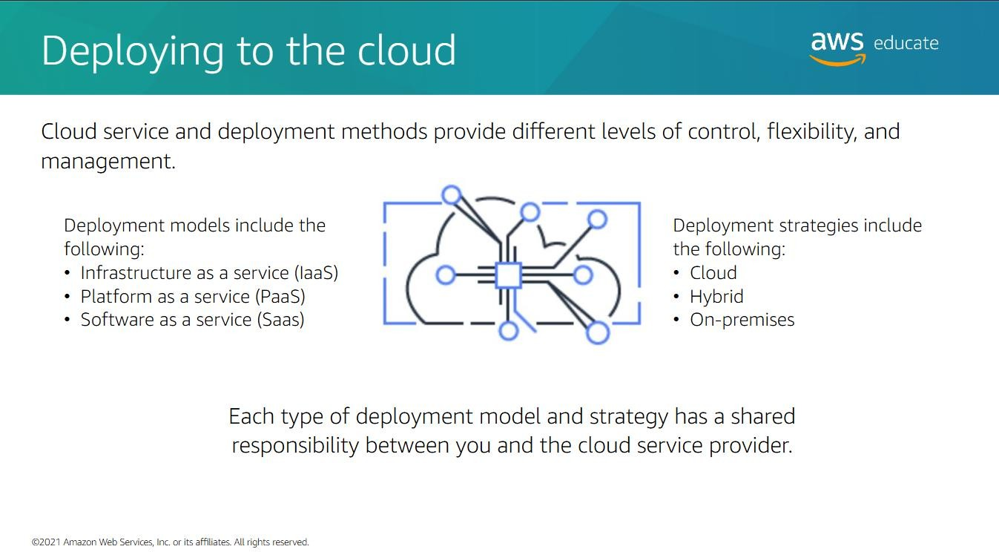 Deploying to the cloud
aws educate
Cloud service and deployment methods provide different levels of control, flexibility, and
management.
Deployment models include the
following:
• Infrastructure as a service (IaaS)
• Platform as a service (PaaS)
• Software as a service (Saas)
Deployment strategies include
the following:
• Cloud
• Hybrid
• On-premises
Each type of deployment model and strategy has a shared
responsibility between you and the cloud service provider.
©2021 Amazon Web Services, Inc. or its affiliates. All rights reserved.